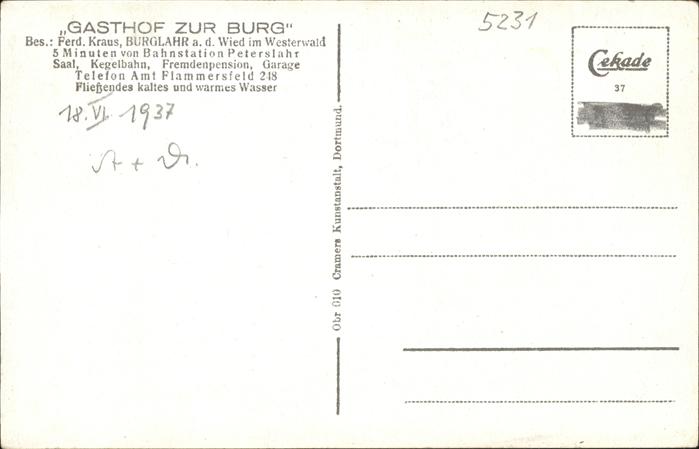 „GASTHOF ZUR BURG"
Bes.: Ferd. Kraus, BURGLAHR a. d. Wied im Westerwald
5 Minuten von Bahnstation Peterslahr
Saal, Kegelbahn, Fremdenpension, Garage
Telefon Amt Flammersfeld 248
Fließendes kaltes und warmes Wasser
18. VI. 1937
Obr 610 Cramers Kunstanstalt, Dortmund.
5231
Cekade
37